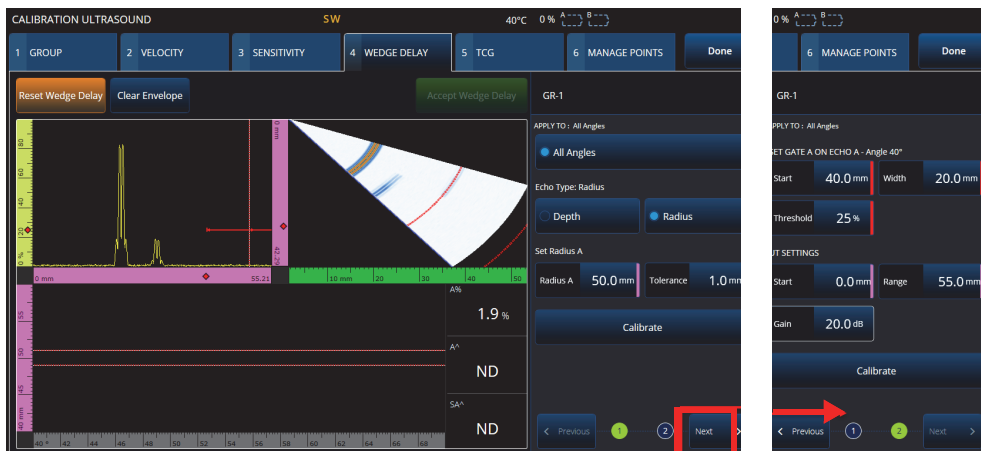 CALIBRATION ULTRASOUND SW 40°C 0 % A B
1 GROUP 2 VELOCITY 3 SENSITIVITY 4 WEDGE DELAY 5 TCG 6 MANAGE POINTS Done
Reset Wedge Delay Clear Envelope Accept Wedge Delay GR-1
APPLY TO : All Angles
All Angles
Echo Type: Radius
Depth Radius
Set Radius A
Radius A 50.0 mm Tolerance 1.0 mm
Calibrate
< Previous 1 2 Next >
80
60
40
20
0 %
0 mm 55.21
0 mm
42.29
10 mm 20 30 40 50
55
50
45
40 mm
40 ° 42 44 46 48 50 52 54 56 58 60 62 64 66 68
A%
1.9 %
A^
ND
SA^
ND
0 % A B
6 MANAGE POINTS Done
GR-1
PPLY TO : All Angles
ET GATE A ON ECHO A - Angle 40°
Start 40.0 mm Width 20.0 mm
Threshold 25 %
UT SETTINGS
Start 0.0 mm Range 55.0 mm
Gain 20.0 dB
Calibrate
< Previous 1 2 Next >